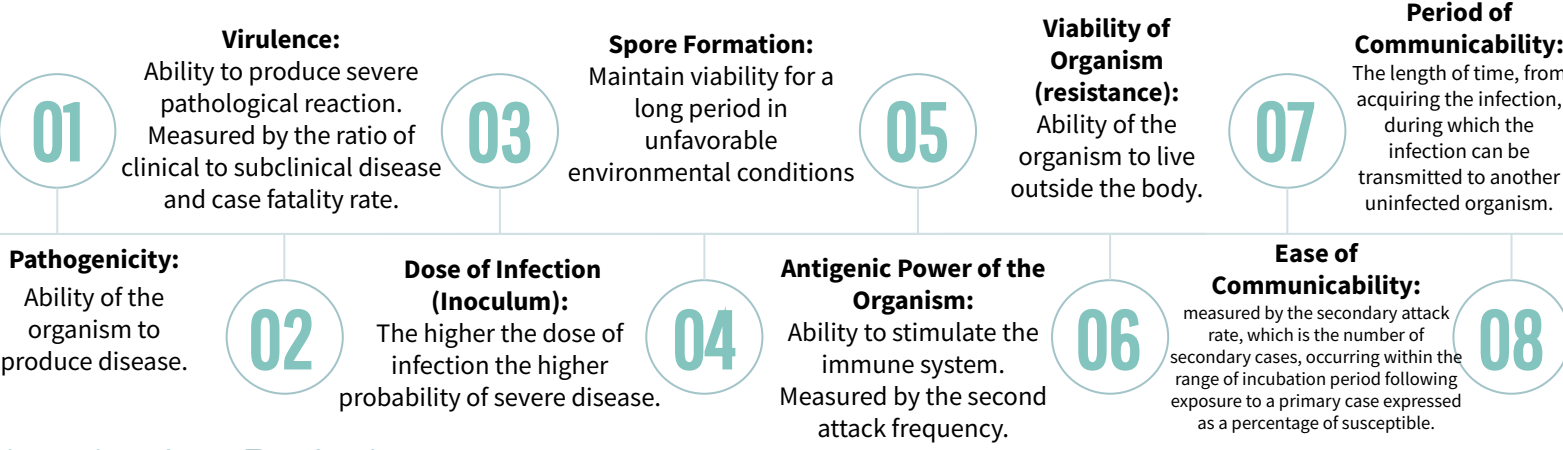 01
Pathogenicity:
Ability of the
organism to
produce disease.
Virulence:
Ability to produce severe
pathological reaction.
Measured by the ratio of
clinical to subclinical disease
and case fatality rate.
02
03
Dose of Infection
(Inoculum):
The higher the dose of
infection the higher
probability of severe disease.
Spore Formation:
Maintain viability for a
long period in
unfavorable
environmental conditions
04
05
Antigenic Power of the
Organism:
Ability to stimulate the
immune system.
Measured by the second
attack frequency.
Viability of
Organism
(resistance):
Ability of the
organism to live
outside the body.
06
07
Ease of
Communicability:
measured by the secondary attack
rate, which is the number of
secondary cases, occurring within the
range of incubation period following
exposure to a primary case expressed
as a percentage of susceptible.
Period of
Communicability:
The length of time, from
acquiring the infection,
during which the
infection can be
transmitted to another
uninfected organism.
08